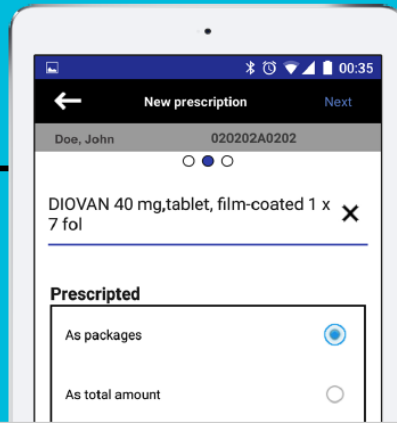 00:35
New prescription Next
Doe, John 020202A0202
DIOVAN 40 mg,tablet, film-coated 1 x
7 fol
Prescripted
As packages
As total amount